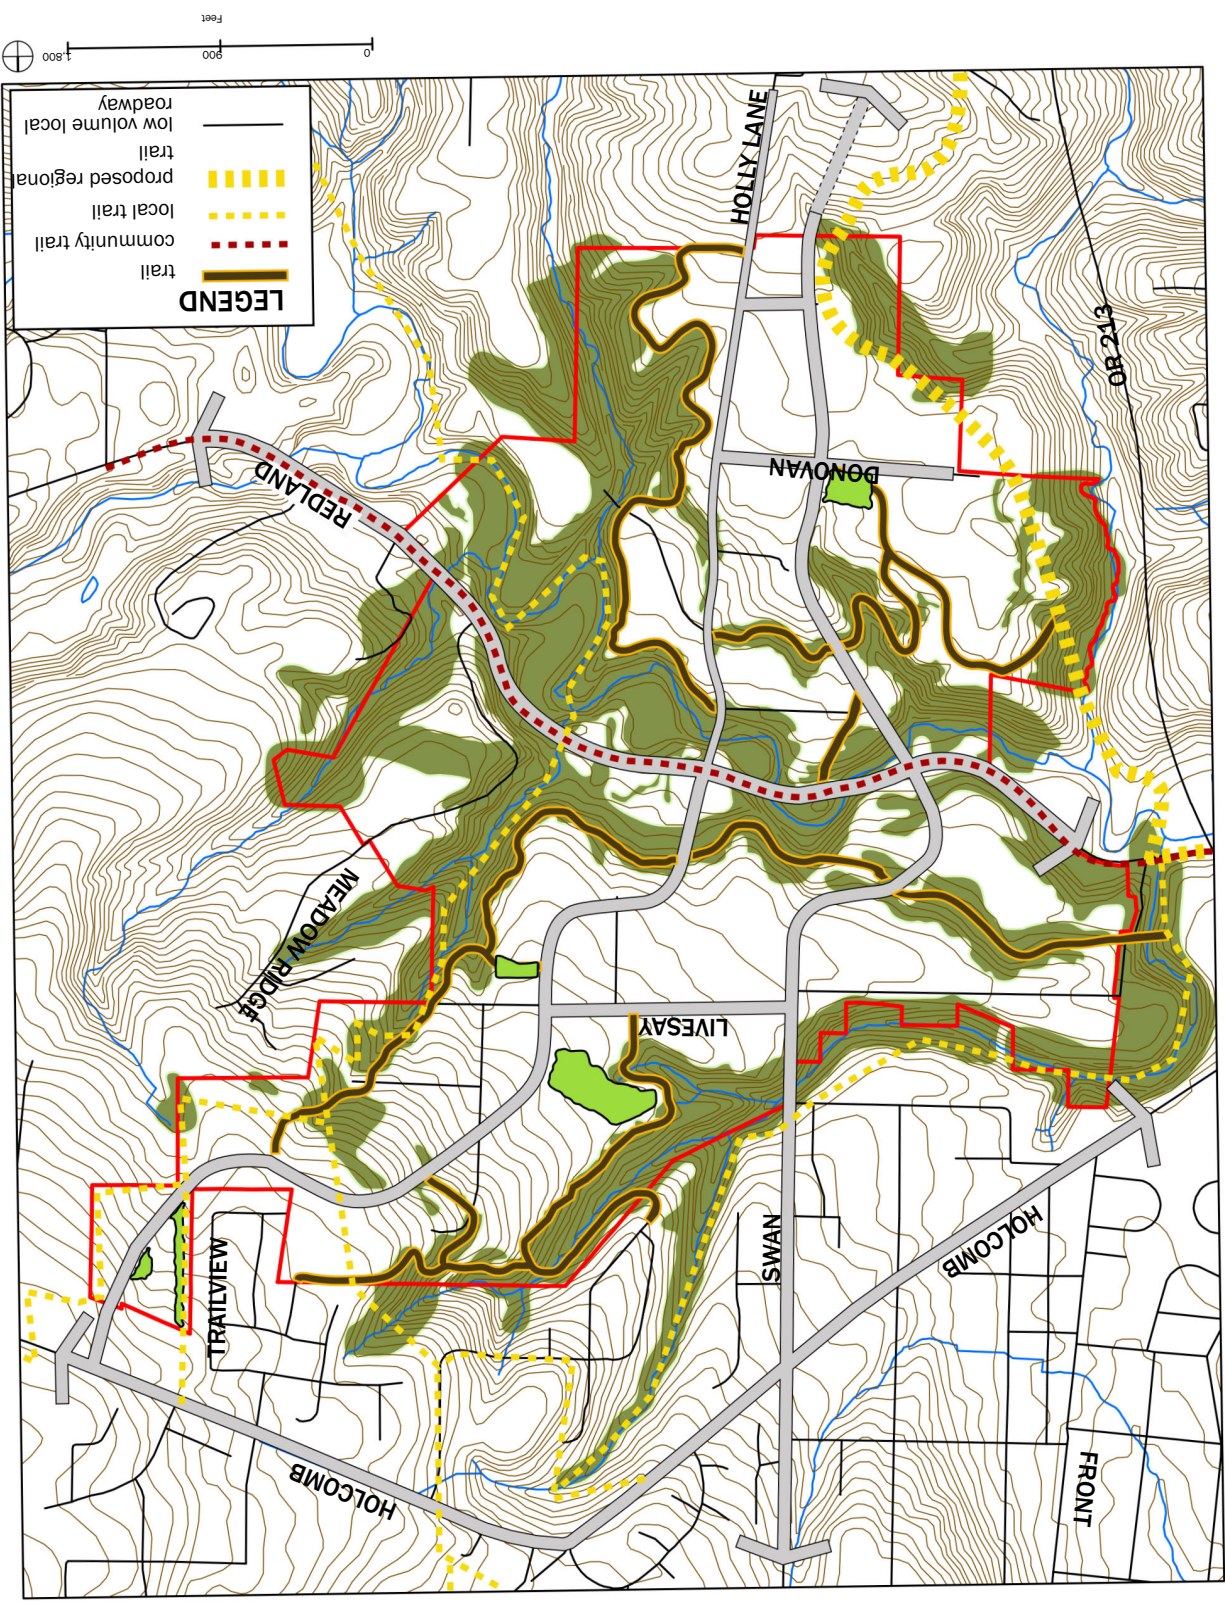 FRONT
HOLCOMB
HOLCOMB
SWAN
TRAILVIEW
LIVESAY
MEADOW RIDGE
REDLAND
DONOVAN
OR 213
HOLLY LANE
LEGEND
trail
community trail
local trail
proposed regional
trail
low volume local
roadway
0 900 1,800
Feet